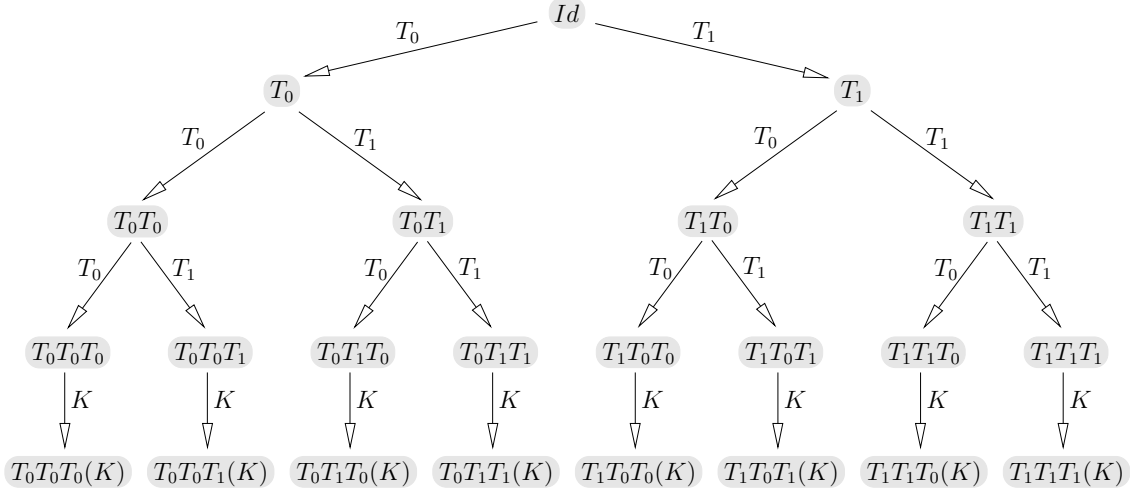 Id
T₀ T₁
T₀ T₁
T₀ T₁ T₀ T₁
T₀T₀ T₀T₁ T₁T₀ T₁T₁
T₀ T₁ T₀ T₁ T₀ T₁ T₀ T₁
T₀T₀T₀ T₀T₀T₁ T₀T₁T₀ T₀T₁T₁ T₁T₀T₀ T₁T₀T₁ T₁T₁T₀ T₁T₁T₁
K K K K K K K K
T₀T₀T₀(K) T₀T₀T₁(K) T₀T₁T₀(K) T₀T₁T₁(K) T₁T₀T₀(K) T₁T₀T₁(K) T₁T₁T₀(K) T₁T₁T₁(K)